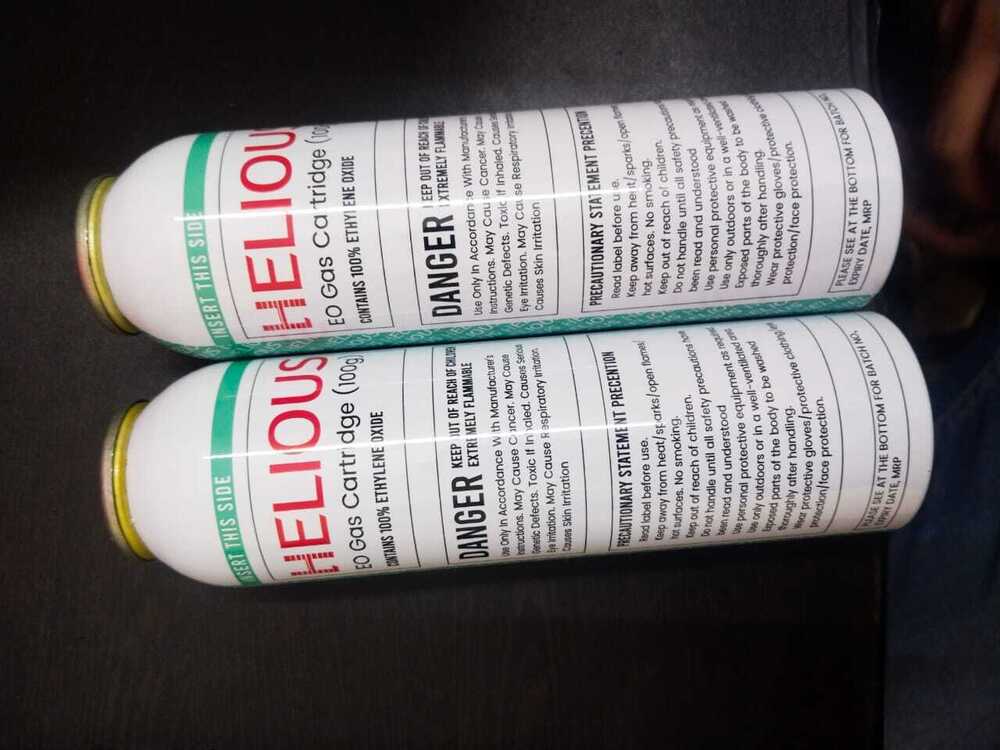 INSERT THIS SIDE
HELIOUS
EO Gas Cartridge (100g)
CONTAINS 100% ETHYLENE OXIDE
DANGER
KEEP OUT OF REACH OF CHILDREN
EXTREMELY FLAMMABLE
Use Only In Accordance With Manufacturer's
Instructions. May Cause Cancer. May Cause
Genetic Defects. Toxic If Inhaled. Causes Serious
Eye Irritation. May Cause Respiratory Irritation
Causes Skin Irritation
PRECAUTIONARY STATEMENT PRECENTION
Read label before use.
Keep away from heat/sparks/open flames/
hot surfaces. No smoking.
Keep out of reach of children.
Do not handle until all safety precautions have
been read and understood
Use personal protective equipment as required
Use only outdoors or in a well-ventilated area
Exposed parts of the body to be washed
thoroughly after handling.
Wear protective gloves/protective clothing/eye
protection/face protection.
PLEASE SEE AT THE BOTTOM FOR BATCH NO,
EXPIRY DATE, MRP
INSERT THIS SIDE
HELIOU
EO Gas Cartridge (10
CONTAINS 100% ETHYLENE OXIDE
DANGER
KEEP OUT OF REACH OF
EXTREMELY FLAMMABLE
Use Only In Accordance With Manufacturer
Instructions. May Cause Cancer. May Cause
Genetic Defects. Toxic If Inhaled. Causes
Eye Irritation. May Cause Respiratory
Causes Skin Irritation
PRECAUTIONARY STATEMENT PRECENTION
Read label before use.
Keep away from heat/sparks/open
hot surfaces. No smoking.
Keep out of reach of children.
Do not handle until all safety precautions
been read and understood
Use personal protective equipment
Use only outdoors or in a well-ventilated
Exposed parts of the body to be washed
thoroughly after handling.
Wear protective gloves/protective
protection/face protection.
PLEASE SEE AT THE BOTTOM FOR BATCH NO,
EXPIRY DATE, MRP